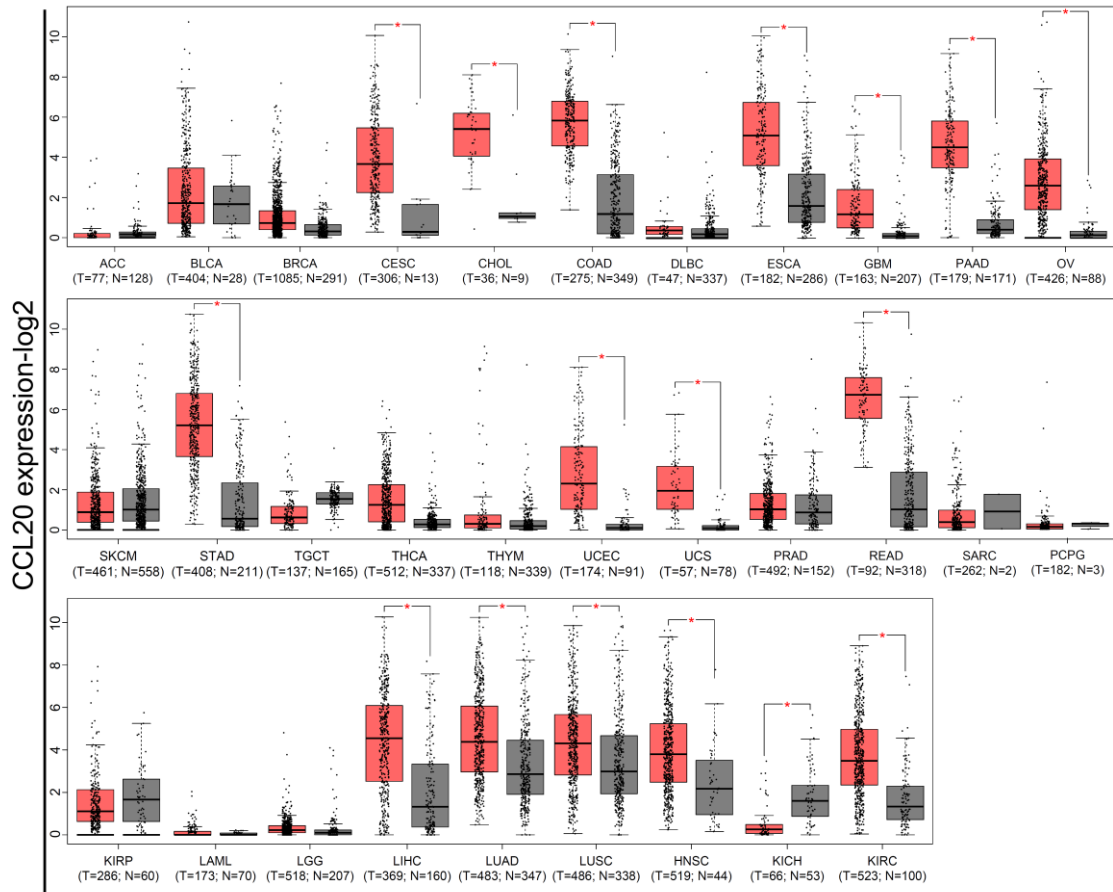 CCL20 expression-log2
10
8
6
4
2
0
* * * * * * *
ACC BLCA BRCA CESC CHOL COAD DLBC ESCA GBM PAAD OV
(T=77; N=128) (T=404; N=28) (T=1085; N=291) (T=306; N=13) (T=36; N=9) (T=275; N=349) (T=47; N=337) (T=182; N=286) (T=163; N=207) (T=179; N=171) (T=426; N=88)
10
8
6
4
2
0
* * * *
SKCM STAD TGCT THCA THYM UCEC UCS PRAD READ SARC PCPG
(T=461; N=558) (T=408; N=211) (T=137; N=165) (T=512; N=337) (T=118; N=339) (T=174; N=91) (T=57; N=78) (T=492; N=152) (T=92; N=318) (T=262; N=2) (T=182; N=3)
10
8
6
4
2
0
* * * * * *
KIRP LAML LGG LIHC LUAD LUSC HNSC KICH KIRC
(T=286; N=60) (T=173; N=70) (T=518; N=207) (T=369; N=160) (T=483; N=347) (T=486; N=338) (T=519; N=44) (T=66; N=53) (T=523; N=100)